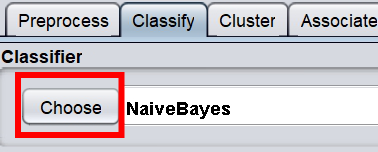 Preprocess Classify Cluster Associate
Classifier
Choose NaiveBayes